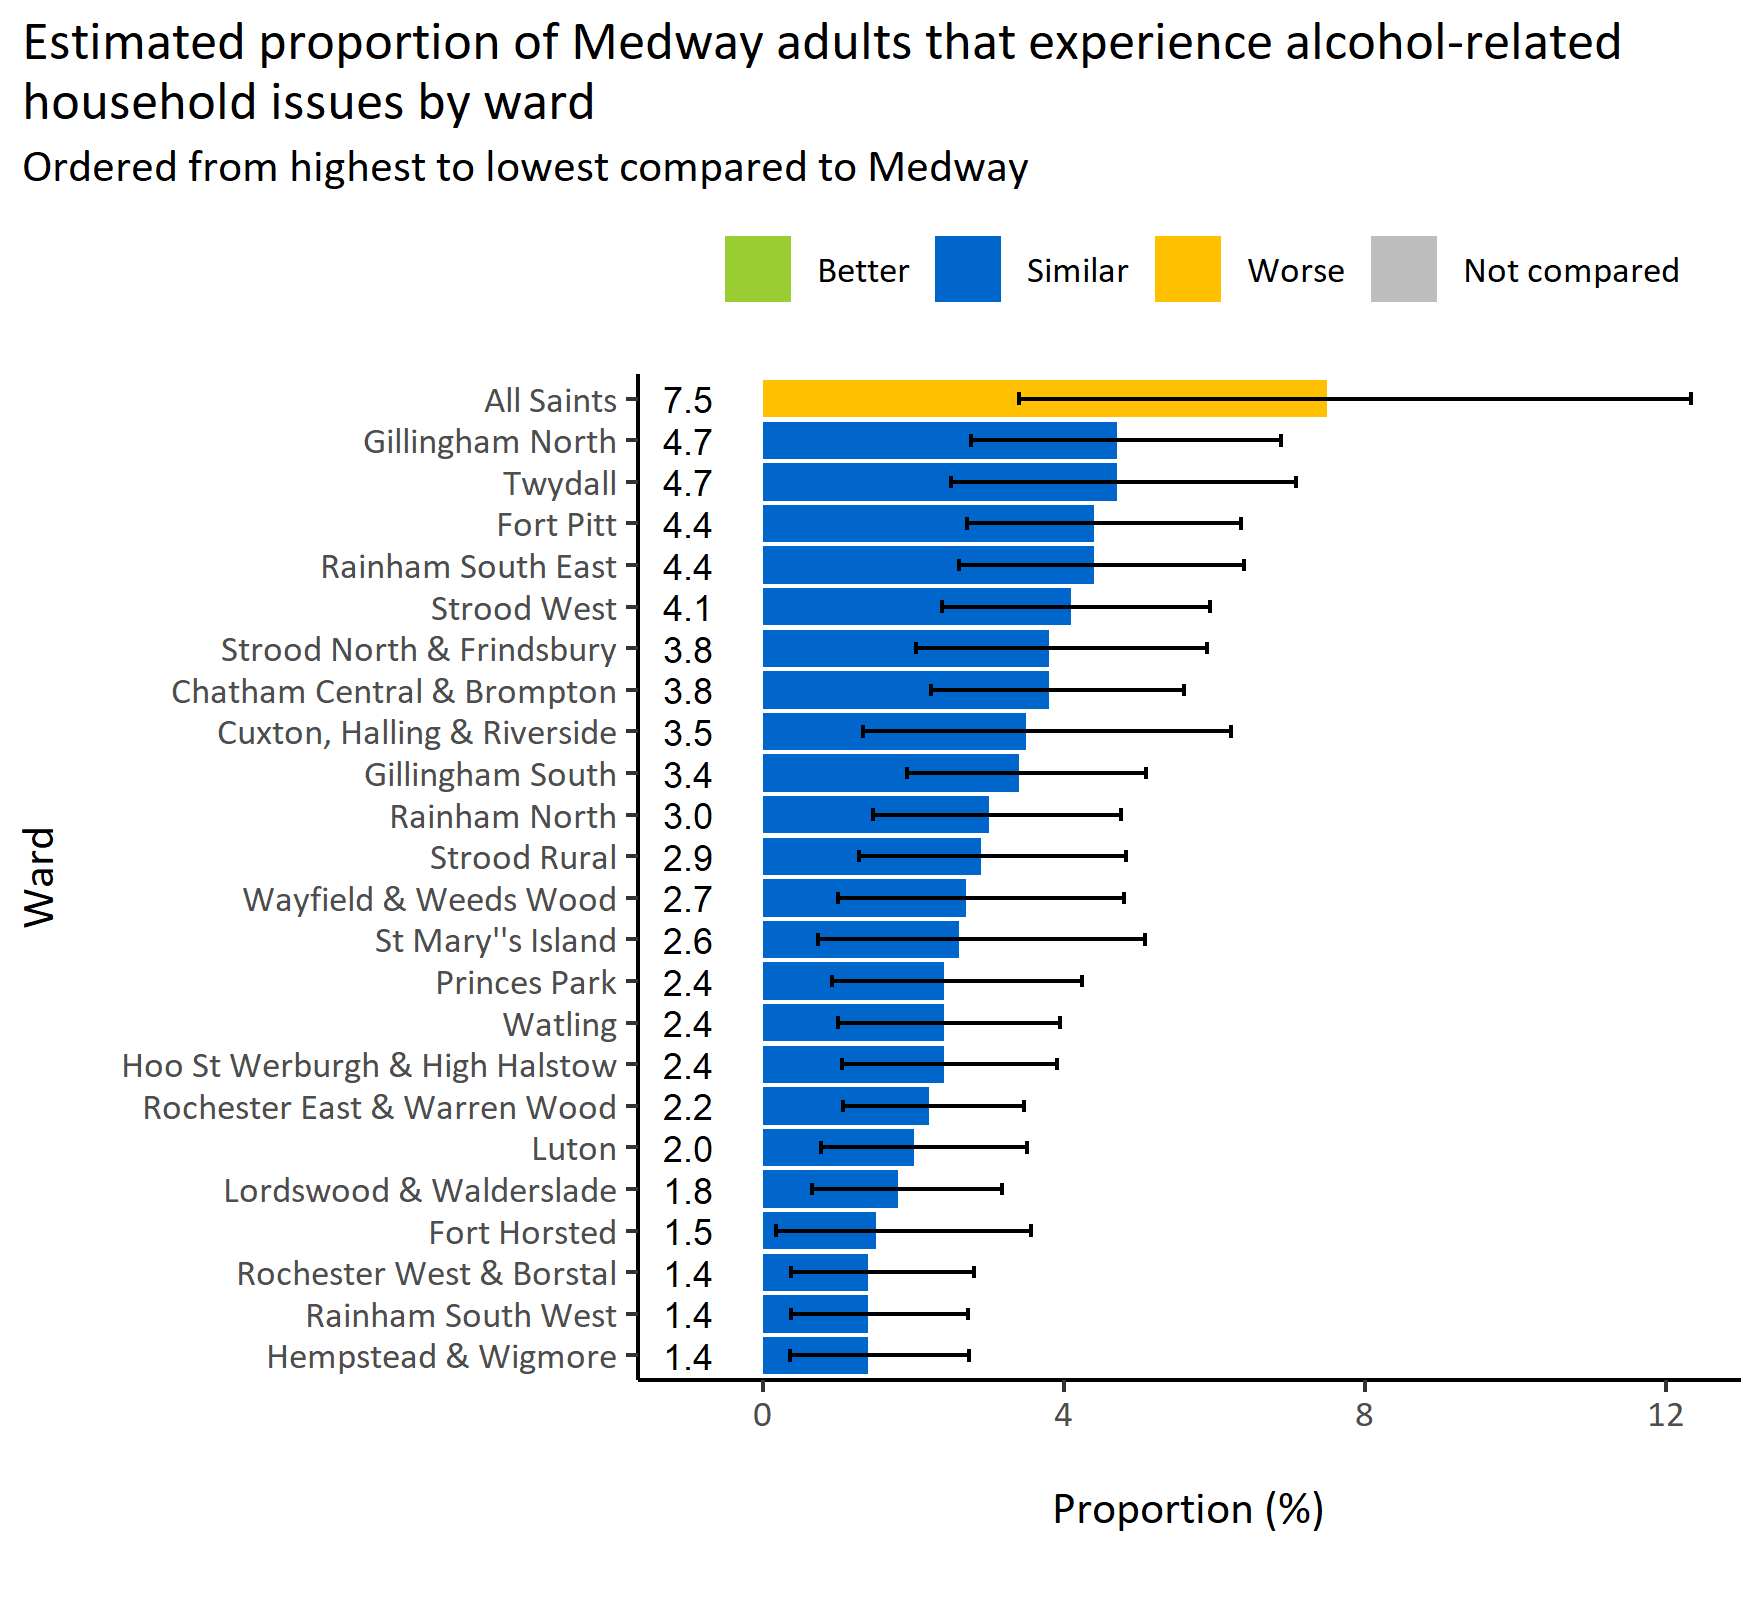 Estimated proportion of Medway adults that experience alcohol-related
household issues by ward
Ordered from highest to lowest compared to Medway
Better Similar Worse Not compared
Ward
All Saints 7.5
Gillingham North 4.7
Twydall 4.7
Fort Pitt 4.4
Rainham South East 4.4
Strood West 4.1
Strood North & Frindsbury 3.8
Chatham Central & Brompton 3.8
Cuxton, Halling & Riverside 3.5
Gillingham South 3.4
Rainham North 3.0
Strood Rural 2.9
Wayfield & Weeds Wood 2.7
St Mary''s Island 2.6
Princes Park 2.4
Watling 2.4
Hoo St Werburgh & High Halstow 2.4
Rochester East & Warren Wood 2.2
Luton 2.0
Lordswood & Walderslade 1.8
Fort Horsted 1.5
Rochester West & Borstal 1.4
Rainham South West 1.4
Hempstead & Wigmore 1.4
0 4 8 12
Proportion (%)